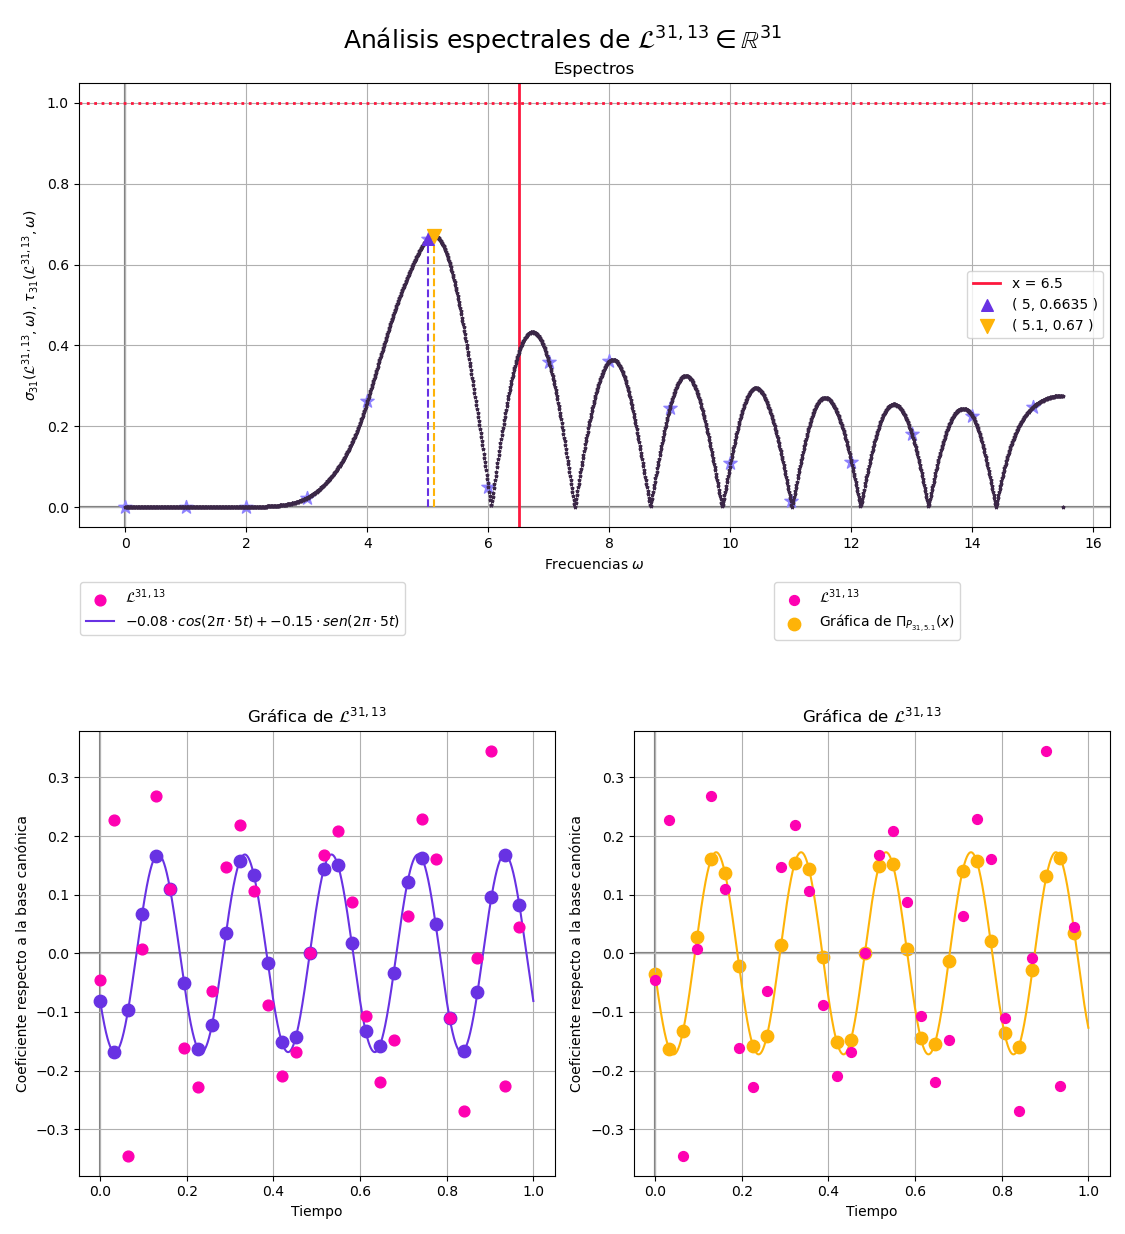 Análisis espectrales de 𝓛^{31,13} ∈ ℝ^{31}
Espectros
1.0
0.8
0.6
0.4
0.2
0.0
σ_{31}(𝓛^{31,13}, ω), τ_{31}(𝓛^{31,13}, ω)
x = 6.5
( 5, 0.6635 )
( 5.1, 0.67 )
0 2 4 6 8 10 12 14 16
Frecuencias ω
𝓛^{31,13}
−0.08 · cos(2π · 5t) + −0.15 · sen(2π · 5t)
𝓛^{31,13}
Gráfica de Π_{P_{31,5.1}}(x)
Gráfica de 𝓛^{31,13}
0.3
0.2
0.1
0.0
−0.1
−0.2
−0.3
Coeficiente respecto a la base canónica
0.0 0.2 0.4 0.6 0.8 1.0
Tiempo
Gráfica de 𝓛^{31,13}
0.3
0.2
0.1
0.0
−0.1
−0.2
−0.3
Coeficiente respecto a la base canónica
0.0 0.2 0.4 0.6 0.8 1.0
Tiempo